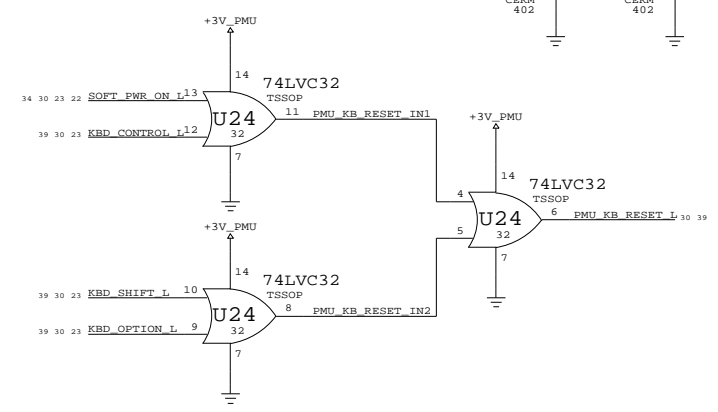 CERM
402
CERM
402
+3V_PMU
14
74LVC32
TSSOP
34 30 23 22 SOFT_PWR_ON_L 13
U24
11 PMU_KB_RESET_IN1
39 30 23 KBD_CONTROL_L 12
32
7
+3V_PMU
14
74LVC32
TSSOP
4
U24
6 PMU_KB_RESET_L 30 39
5
32
7
+3V_PMU
14
74LVC32
TSSOP
39 30 23 KBD_SHIFT_L 10
U24
8 PMU_KB_RESET_IN2
39 30 23 KBD_OPTION_L 9
32
7